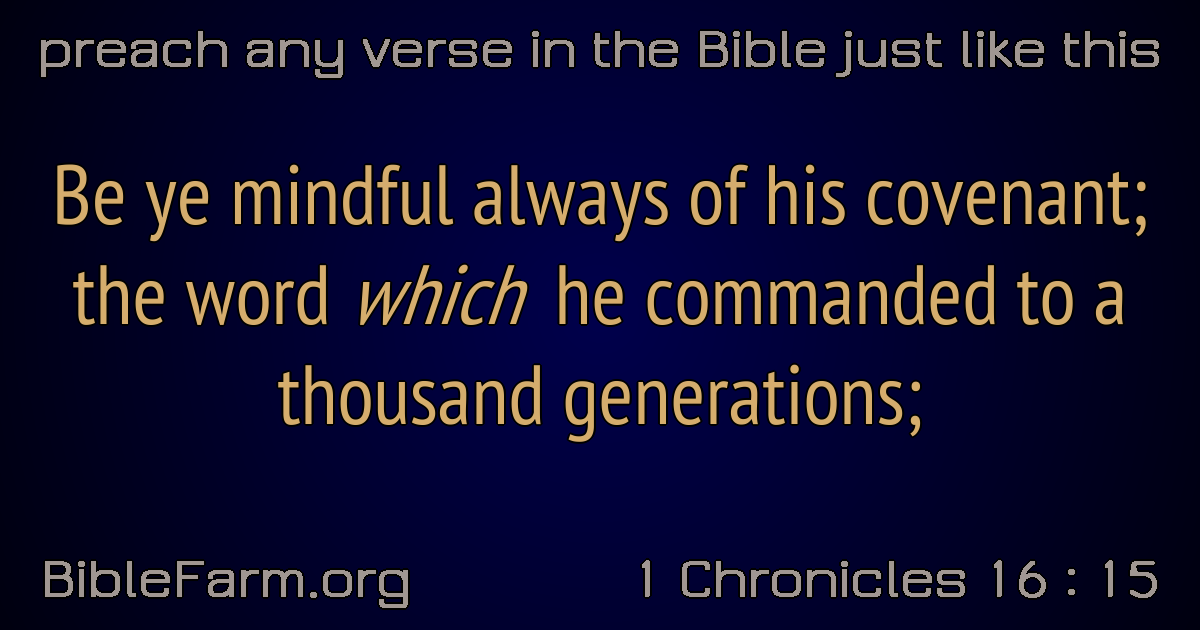 preach any verse in the Bible just like this
Be ye mindful always of his covenant;
the word which he commanded to a
thousand generations;
BibleFarm.org
1 Chronicles 16 : 15